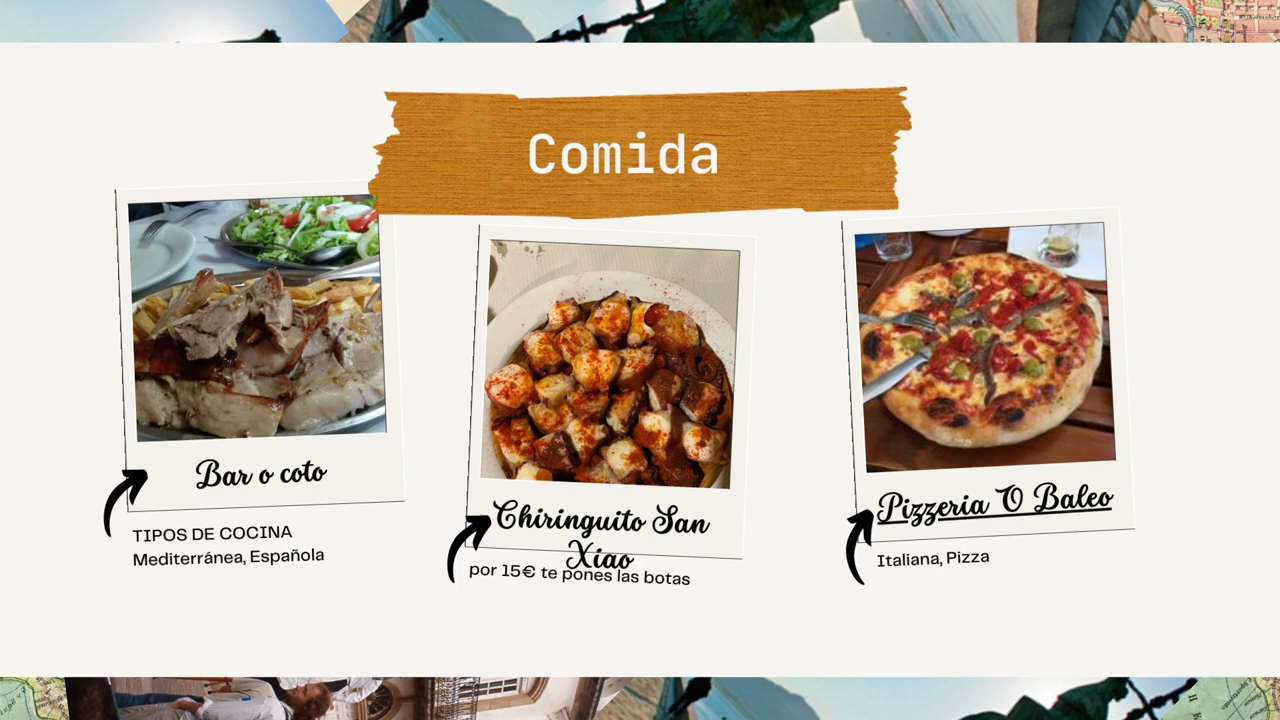 Comida
Bar o coto
TIPOS DE COCINA
Mediterránea, Española
Chiringuito San
Xiao
por 15€ te pones las botas
Pizzeria O Baleo
Italiana, Pizza